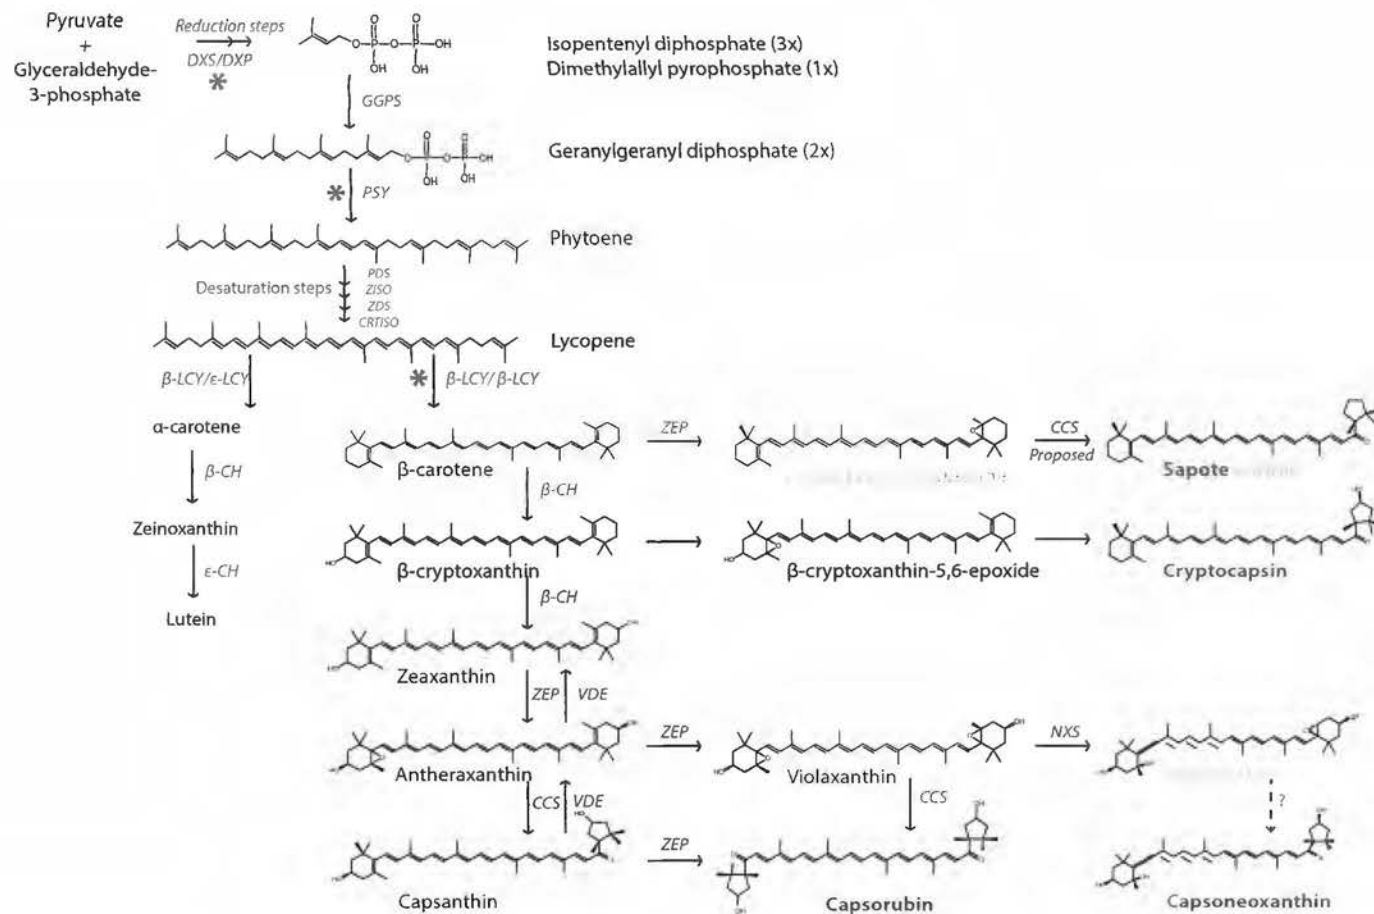 Pyruvate
+
Glyceraldehyde-
3-phosphate
Reduction steps
DXS/DXP
*
Isopentenyl diphosphate (3x)
Dimethylallyl pyrophosphate (1x)
GGPS
Geranylgeranyl diphosphate (2x)
* PSY
Phytoene
Desaturation steps
PDS
ZISO
ZDS
CRTISO
Lycopene
β-LCY/ε-LCY
* β-LCY/ β-LCY
α-carotene
β-CH
Zeinoxanthin
ε-CH
Lutein
β-carotene
ZEP
CCS
Proposed
Sapote
β-CH
β-cryptoxanthin
β-cryptoxanthin-5,6-epoxide
Cryptocapsin
β-CH
Zeaxanthin
ZEP VDE
Antheraxanthin
ZEP
Violaxanthin
NXS
CCS VDE
CCS
?
Capsanthin
ZEP
Capsorubin
Capsoneoxanthin